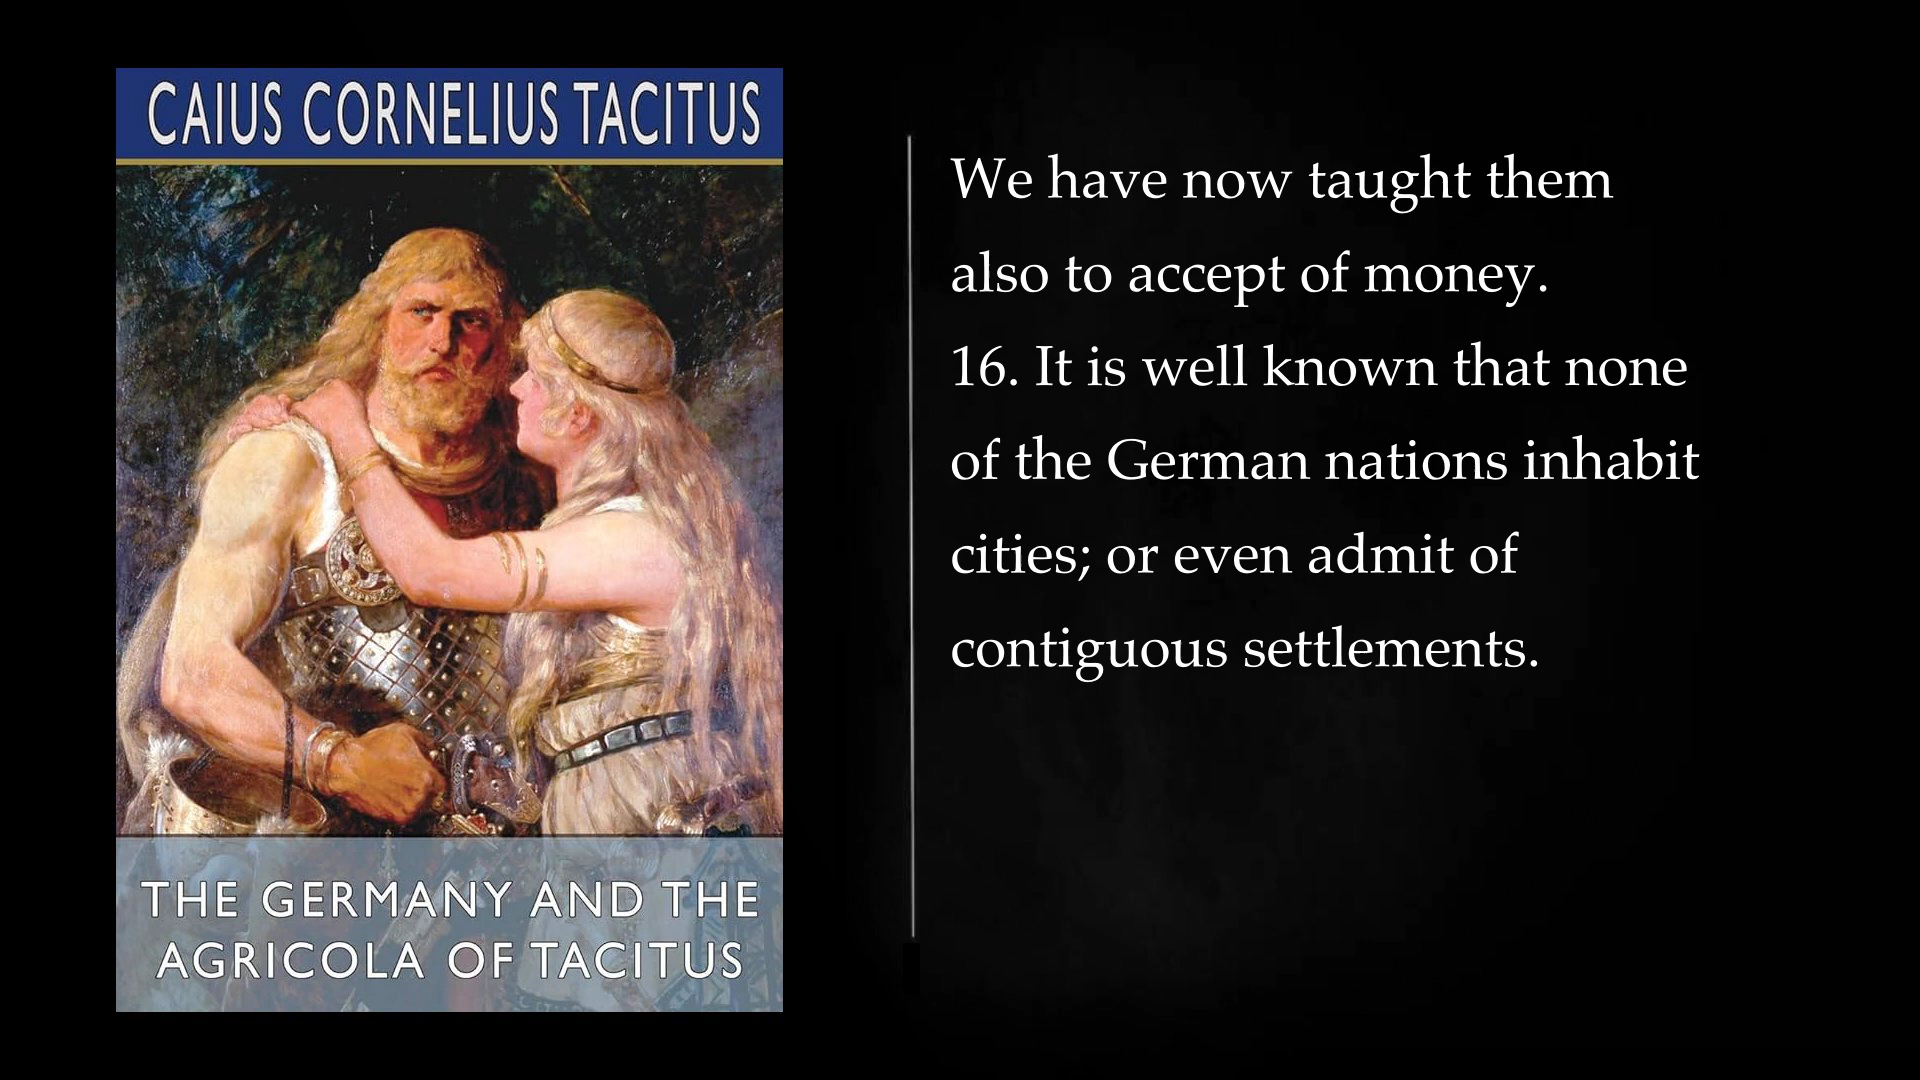 CAIUS CORNELIUS TACITUS
THE GERMANY AND THE
AGRICOLA OF TACITUS
We have now taught them
also to accept of money.
16. It is well known that none
of the German nations inhabit
cities; or even admit of
contiguous settlements.